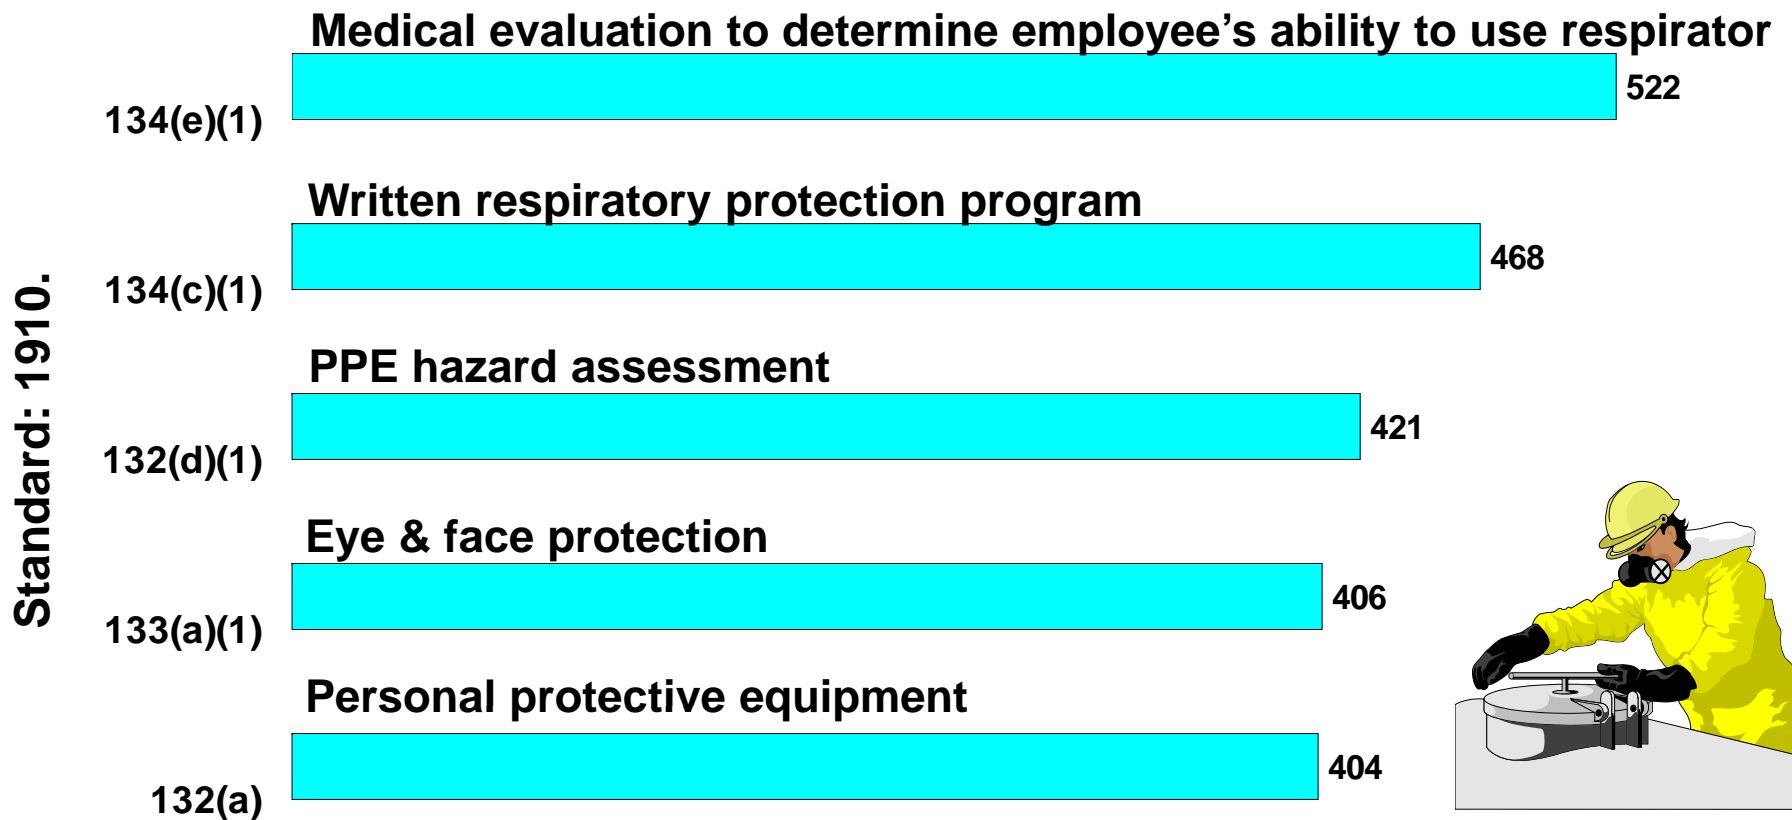 Medical evaluation to determine employee’s ability to use respirator
522
134(e)(1)
Written respiratory protection program
468
134(c)(1)
Standard: 1910.
PPE hazard assessment
421
132(d)(1)
Eye & face protection
406
133(a)(1)
Personal protective equipment
404
132(a)